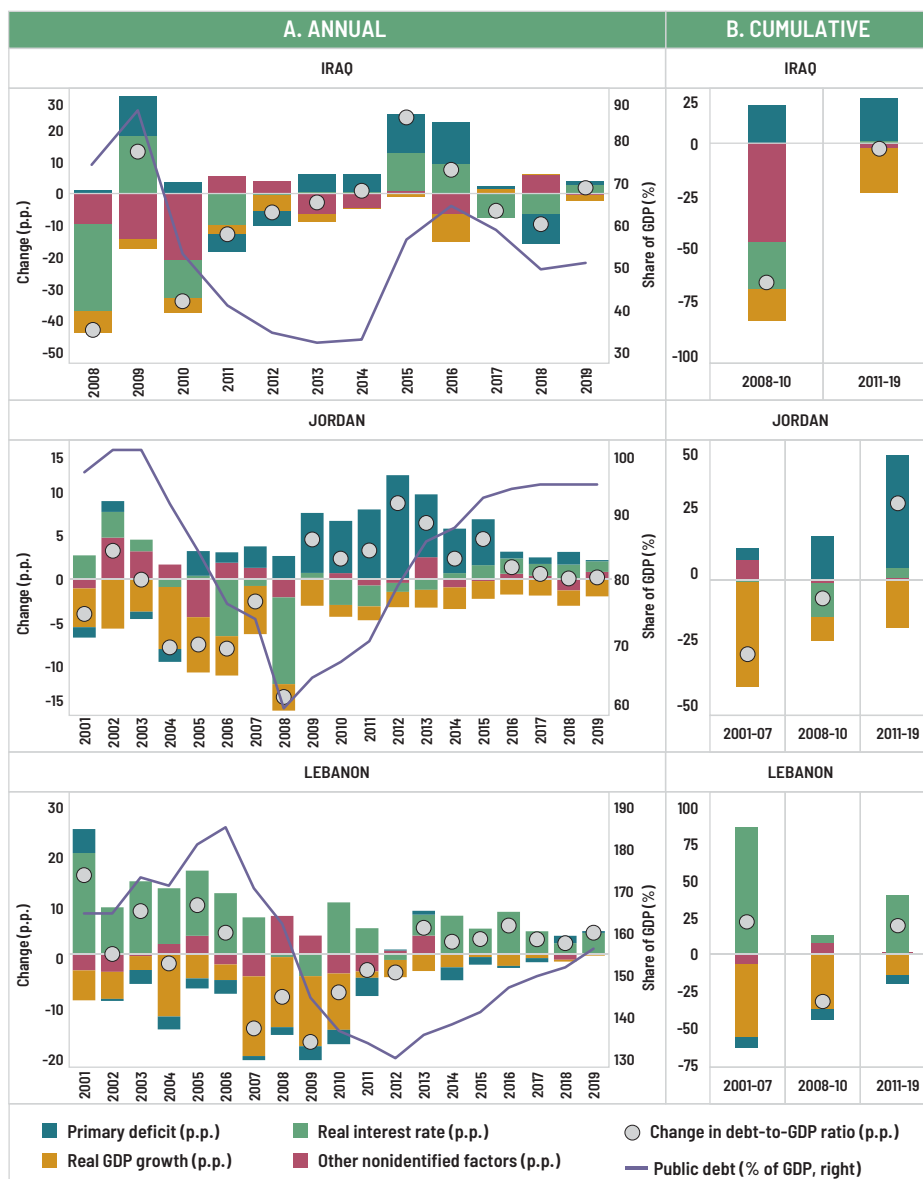 A. ANNUAL
B. CUMULATIVE
IRAQ
IRAQ
Change (p.p.)
30
20
10
0
-10
-20
-30
-40
-50
90
80
70
60
50
40
30
Share of GDP (%)
2008 2009 2010 2011 2012 2013 2014 2015 2016 2017 2018 2019
25
0
-25
-50
-75
-100
2008-10 2011-19
JORDAN
JORDAN
Change (p.p.)
15
10
5
0
-5
-10
-15
100
90
80
70
60
Share of GDP (%)
2001 2002 2003 2004 2005 2006 2007 2008 2009 2010 2011 2012 2013 2014 2015 2016 2017 2018 2019
50
25
0
-25
-50
2001-07 2008-10 2011-19
LEBANON
LEBANON
Change (p.p.)
30
20
10
0
-10
-20
190
180
170
160
150
140
130
Share of GDP (%)
2001 2002 2003 2004 2005 2006 2007 2008 2009 2010 2011 2012 2013 2014 2015 2016 2017 2018 2019
100
75
50
25
0
-25
-50
-75
2001-07 2008-10 2011-19
Primary deficit (p.p.)
Real interest rate (p.p.)
Change in debt-to-GDP ratio (p.p.)
Real GDP growth (p.p.)
Other nonidentified factors (p.p.)
Public debt (% of GDP, right)